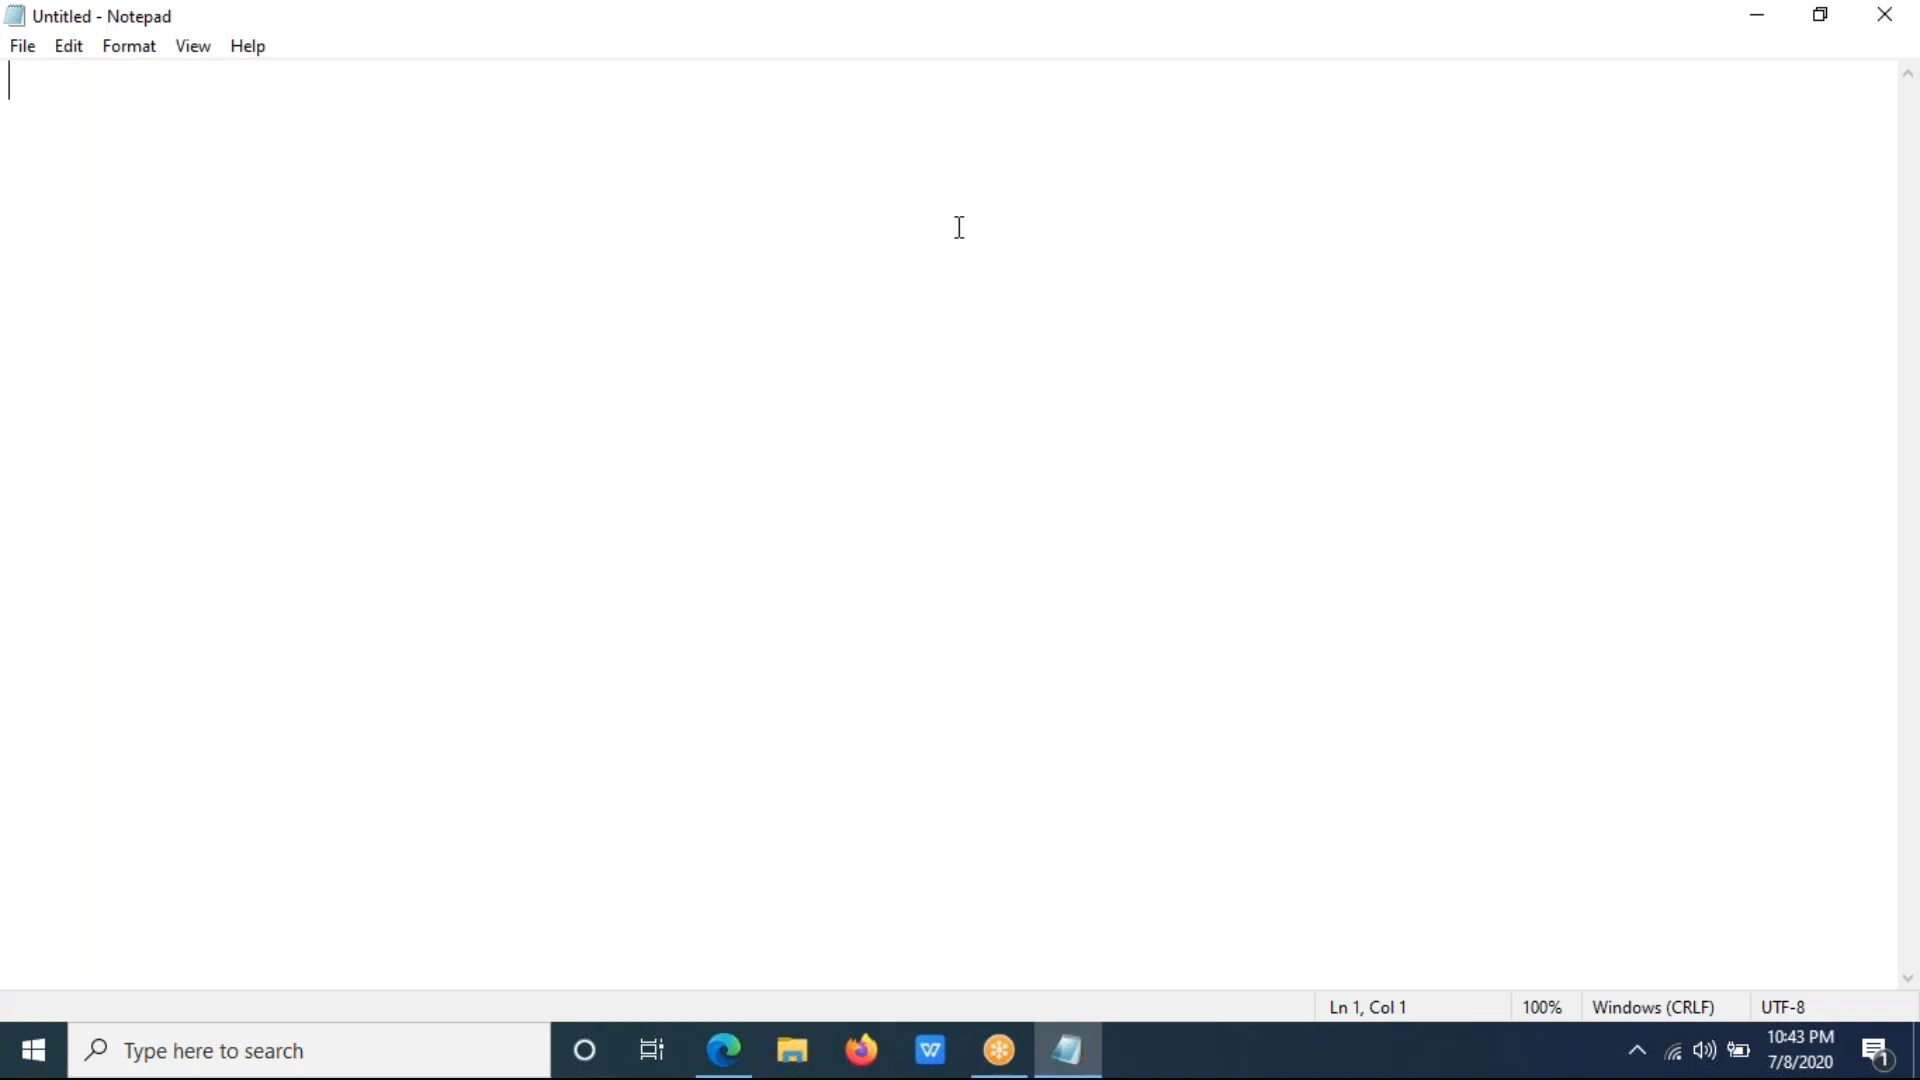 Untitled - Notepad
File Edit Format View Help
Ln 1, Col 1 100% Windows (CRLF) UTF-8
Type here to search
10:43 PM
7/8/2020
1